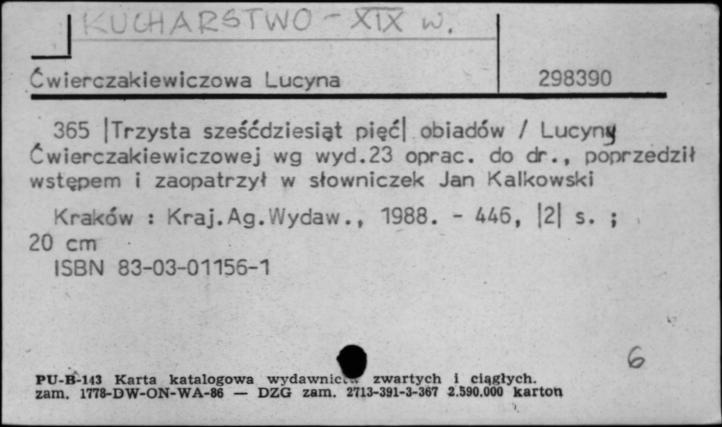 KUCHARSTWO - XIX w.
Ćwierczakiewiczowa Lucyna 298390
365 |Trzysta sześćdziesiąt pięć| obiadów / Lucyny
Ćwierczakiewiczowej wg wyd.23 oprac. do dr., poprzedził
wstępem i zaopatrzył w słowniczek Jan Kalkowski
Kraków : Kraj.Ag.Wydaw., 1988. - 446, |2| s. ;
20 cm
ISBN 83-03-01156-1
6
PU-B-143 Karta katalogowa zwartych i ciągłych.
zam. 1778-DW-ON-WA-86 — DZG zam. 2713-391-3-367 2.590.000 karton